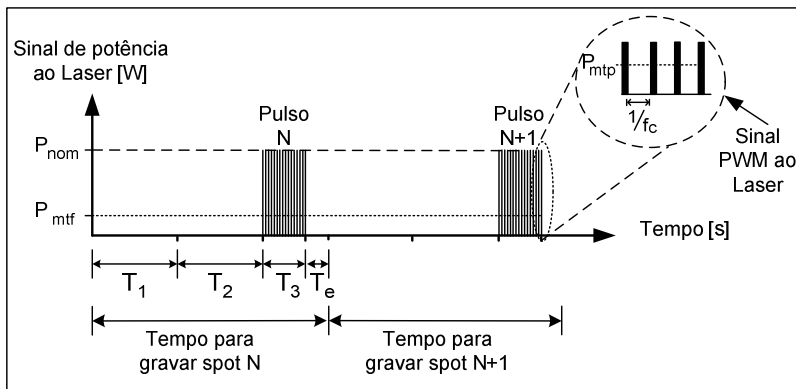 Sinal de potência
ao Laser [W]
P_nom
P_mtf
Pulso
N
Pulso
N+1
P_mtp
1/f_c
Sinal
PWM ao
Laser
Tempo [s]
T_1
T_2
T_3
T_e
Tempo para
gravar spot N
Tempo para
gravar spot N+1